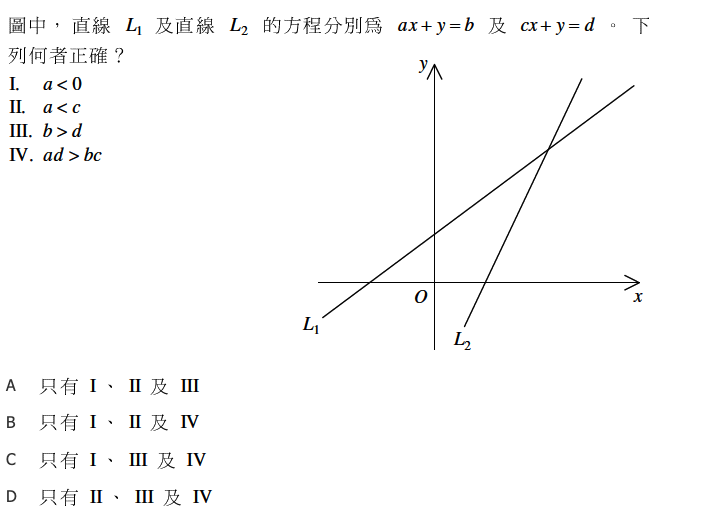 圖中，直線 L₁ 及直線 L₂ 的方程分別爲 ax+y=b 及 cx+y=d 。下
列何者正確？
I. a<0
II. a<c
III. b>d
IV. ad>bc
y
O
x
L₁
L₂
A 只有 I、II 及 III
B 只有 I、II 及 IV
C 只有 I、III 及 IV
D 只有 II、III 及 IV